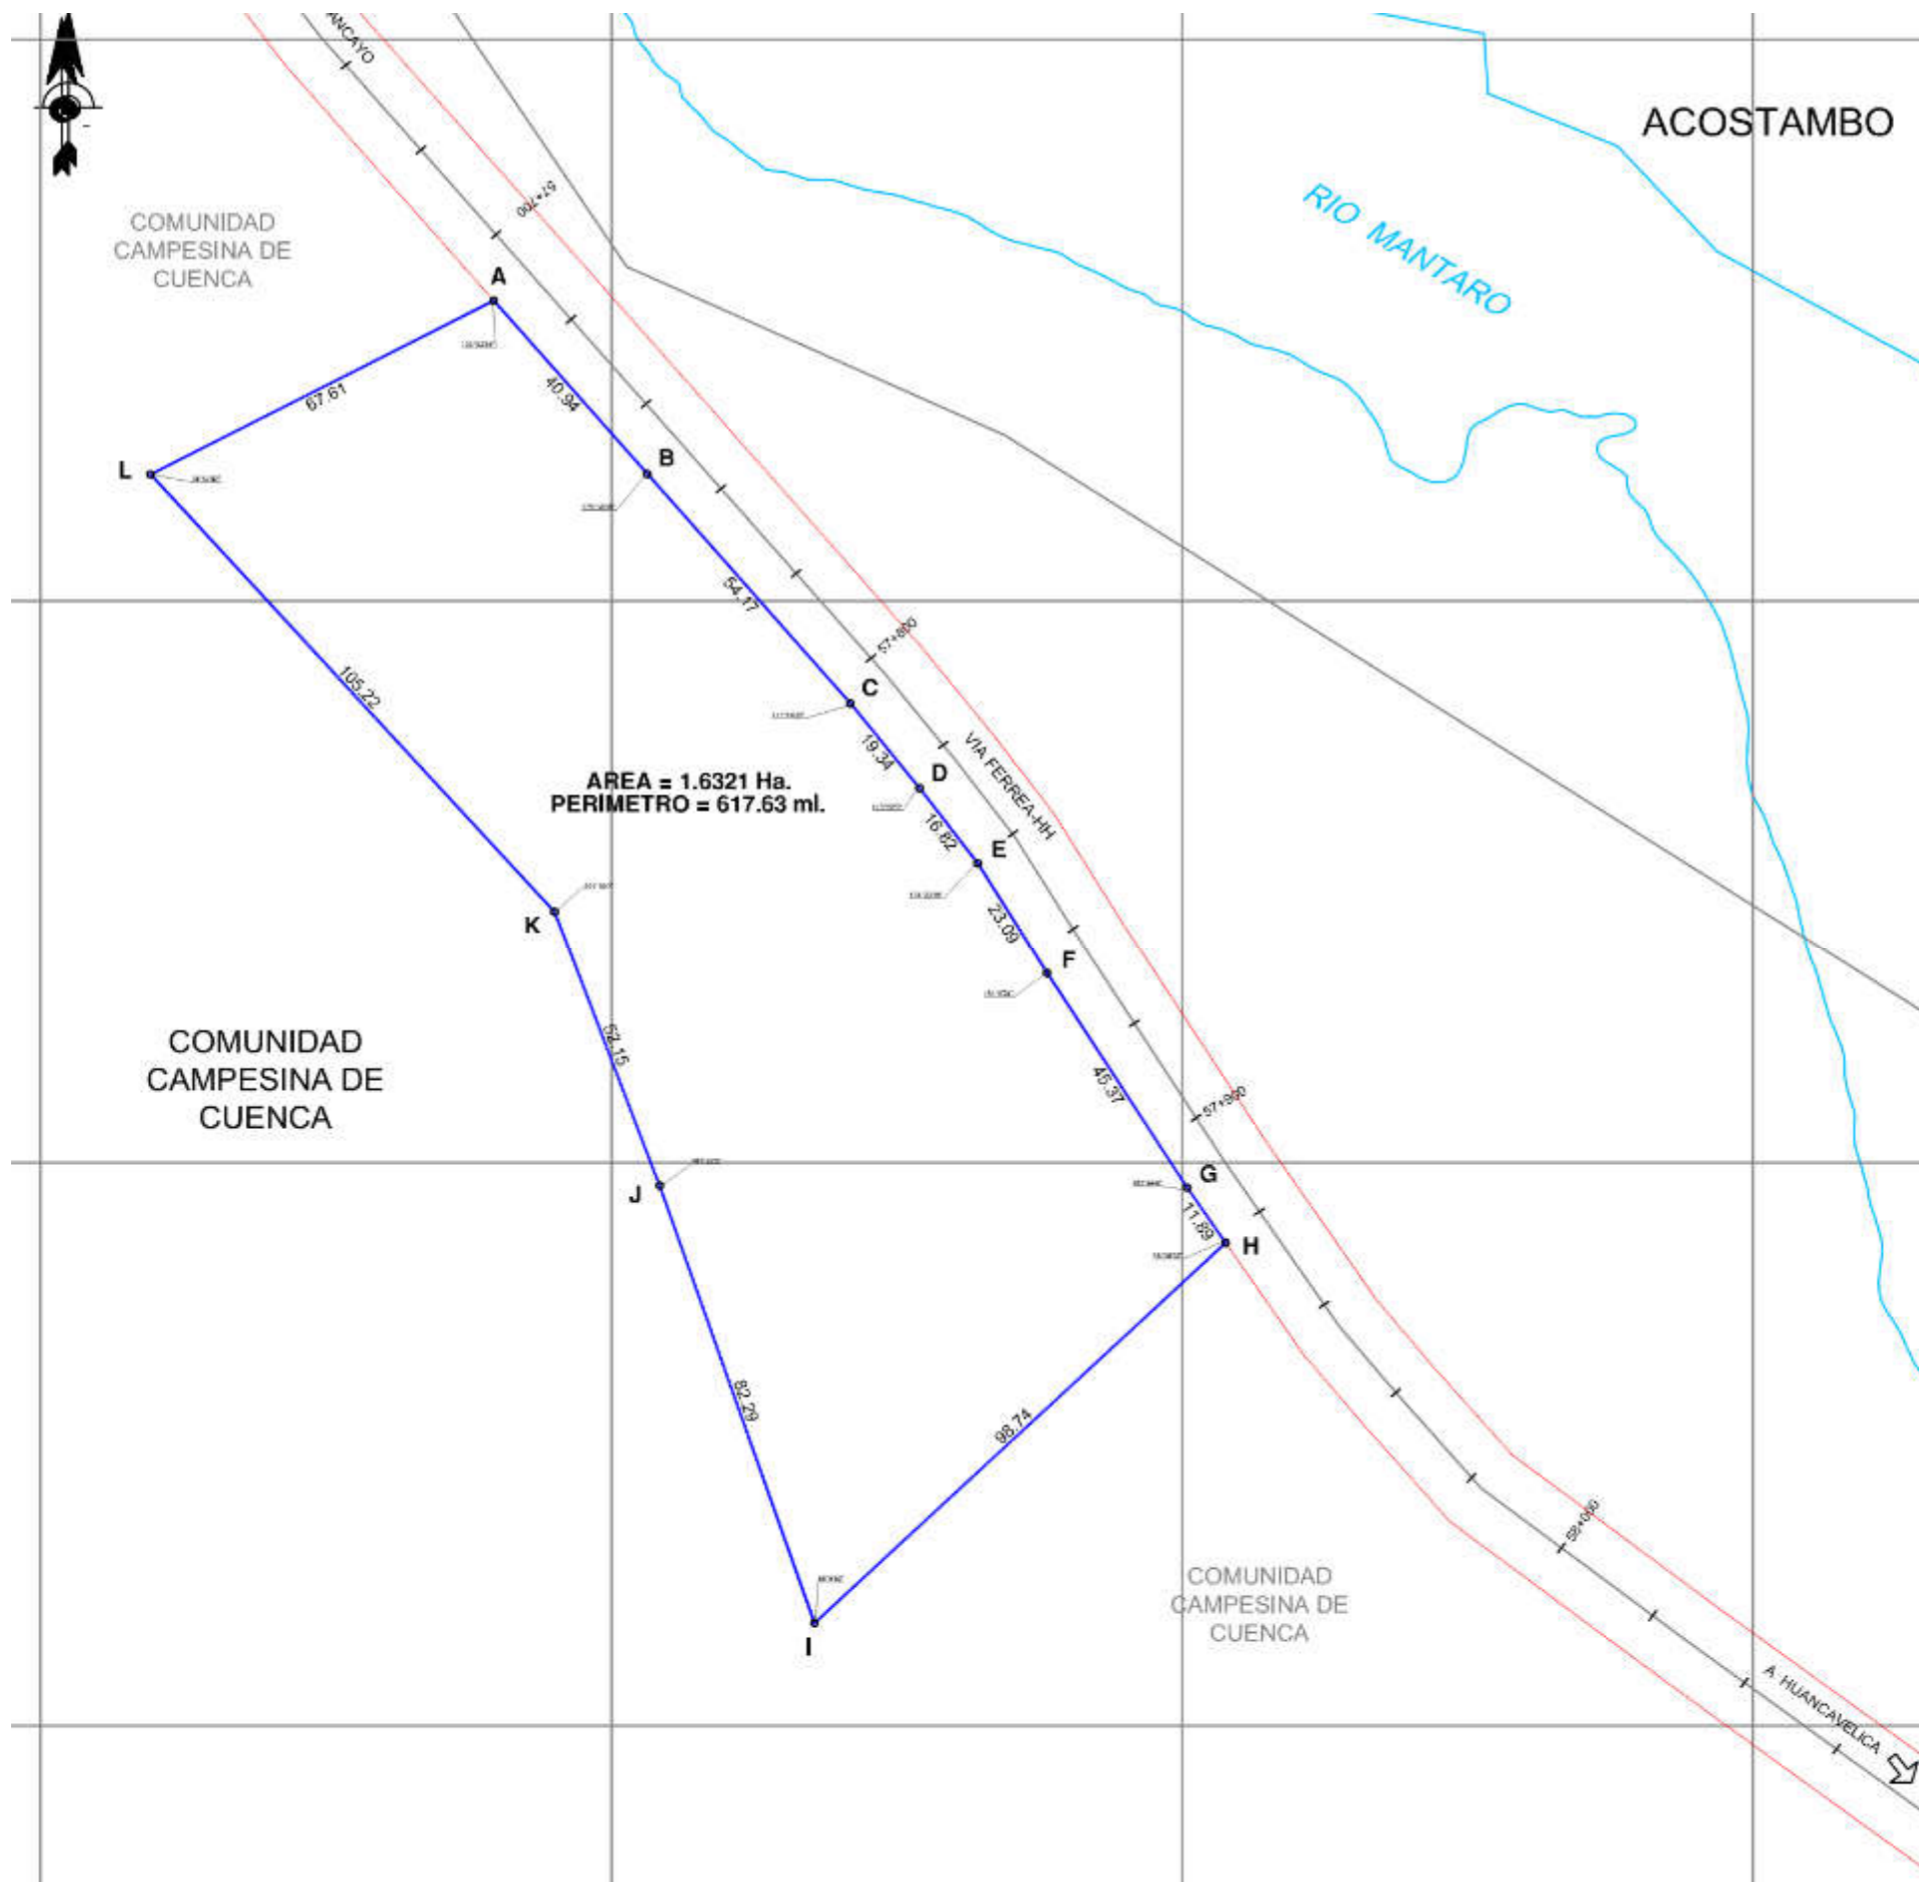 ANCAYO
ACOSTAMBO
57+700
RIO MANTARO
COMUNIDAD
CAMPESINA DE
CUENCA
A
67.61
40.94
B
L
54.17
57+800
105.22
C
19.34
VIA FERREA-HH
D
AREA = 1.6321 Ha.
PERIMETRO = 617.63 ml.
16.82
E
23.09
K
F
52.15
COMUNIDAD
CAMPESINA DE
CUENCA
45.37
57+900
J
G
11.89
H
82.29
98.74
58+000
COMUNIDAD
CAMPESINA DE
CUENCA
I
A HUANCAVELICA